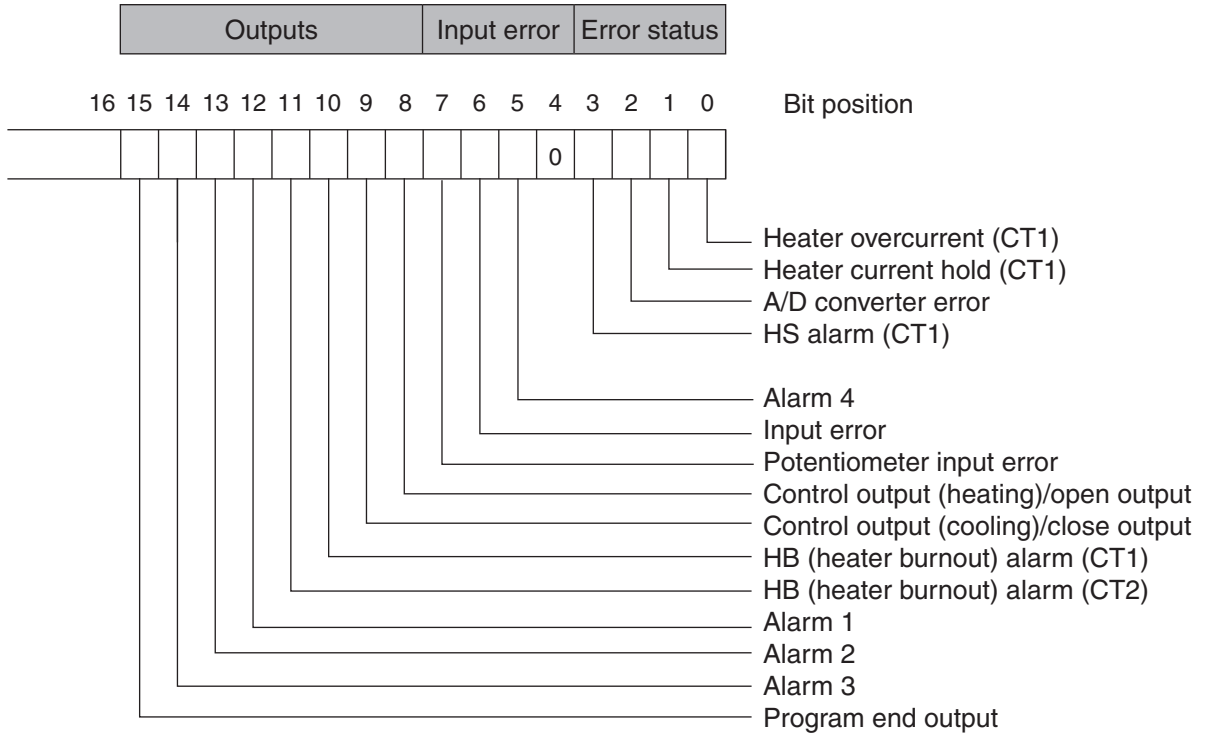 Outputs Input error Error status
16 15 14 13 12 11 10 9 8 7 6 5 4 3 2 1 0 Bit position
0
Heater overcurrent (CT1)
Heater current hold (CT1)
A/D converter error
HS alarm (CT1)
Alarm 4
Input error
Potentiometer input error
Control output (heating)/open output
Control output (cooling)/close output
HB (heater burnout) alarm (CT1)
HB (heater burnout) alarm (CT2)
Alarm 1
Alarm 2
Alarm 3
Program end output